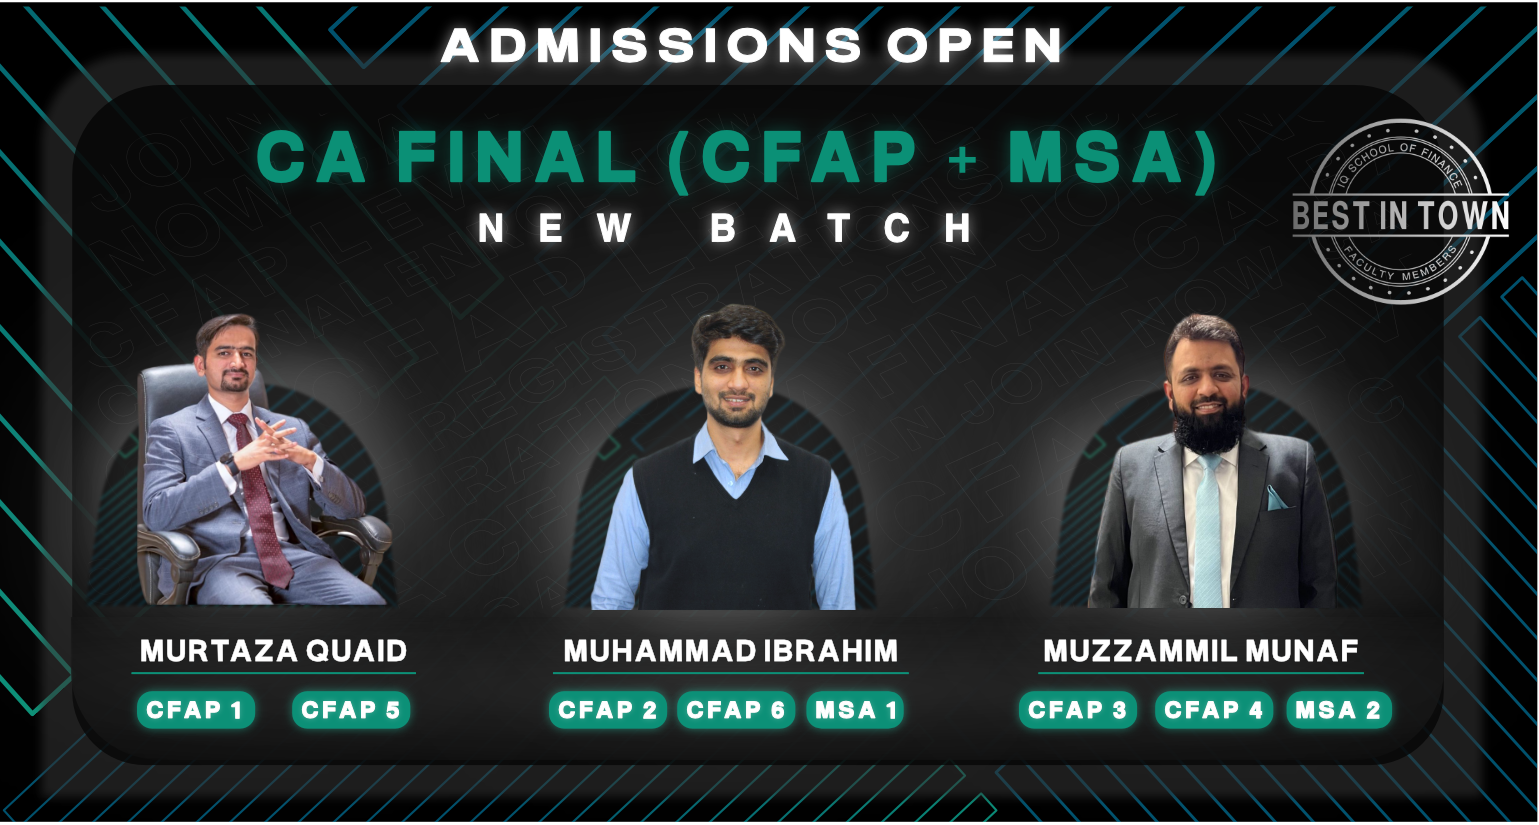 ADMISSIONS OPEN
CA FINAL (CFAP + MSA)
NEW BATCH
IQ SCHOOL OF FINANCE
BEST IN TOWN
FACULTY MEMBERS
MURTAZA QUAID
CFAP 1
CFAP 5
MUHAMMAD IBRAHIM
CFAP 2
CFAP 6
MSA 1
MUZZAMMIL MUNAF
CFAP 3
CFAP 4
MSA 2